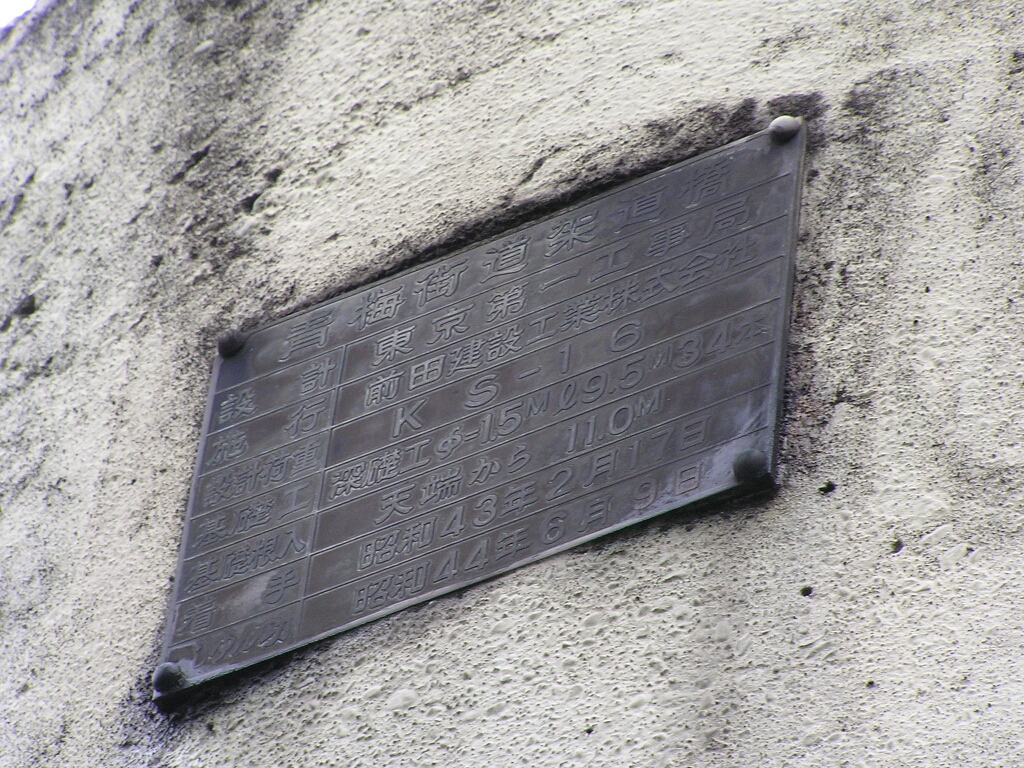 青梅街道架道橋
設計 東京第一工事局
施行 前田建設工業株式会社
設計荷重 KS-16
基礎工 深礎工φ-1.5M ℓ9.5M 34本
基礎根入 天端から 11.0M
着手 昭和43年2月17日
昭和44年6月9日